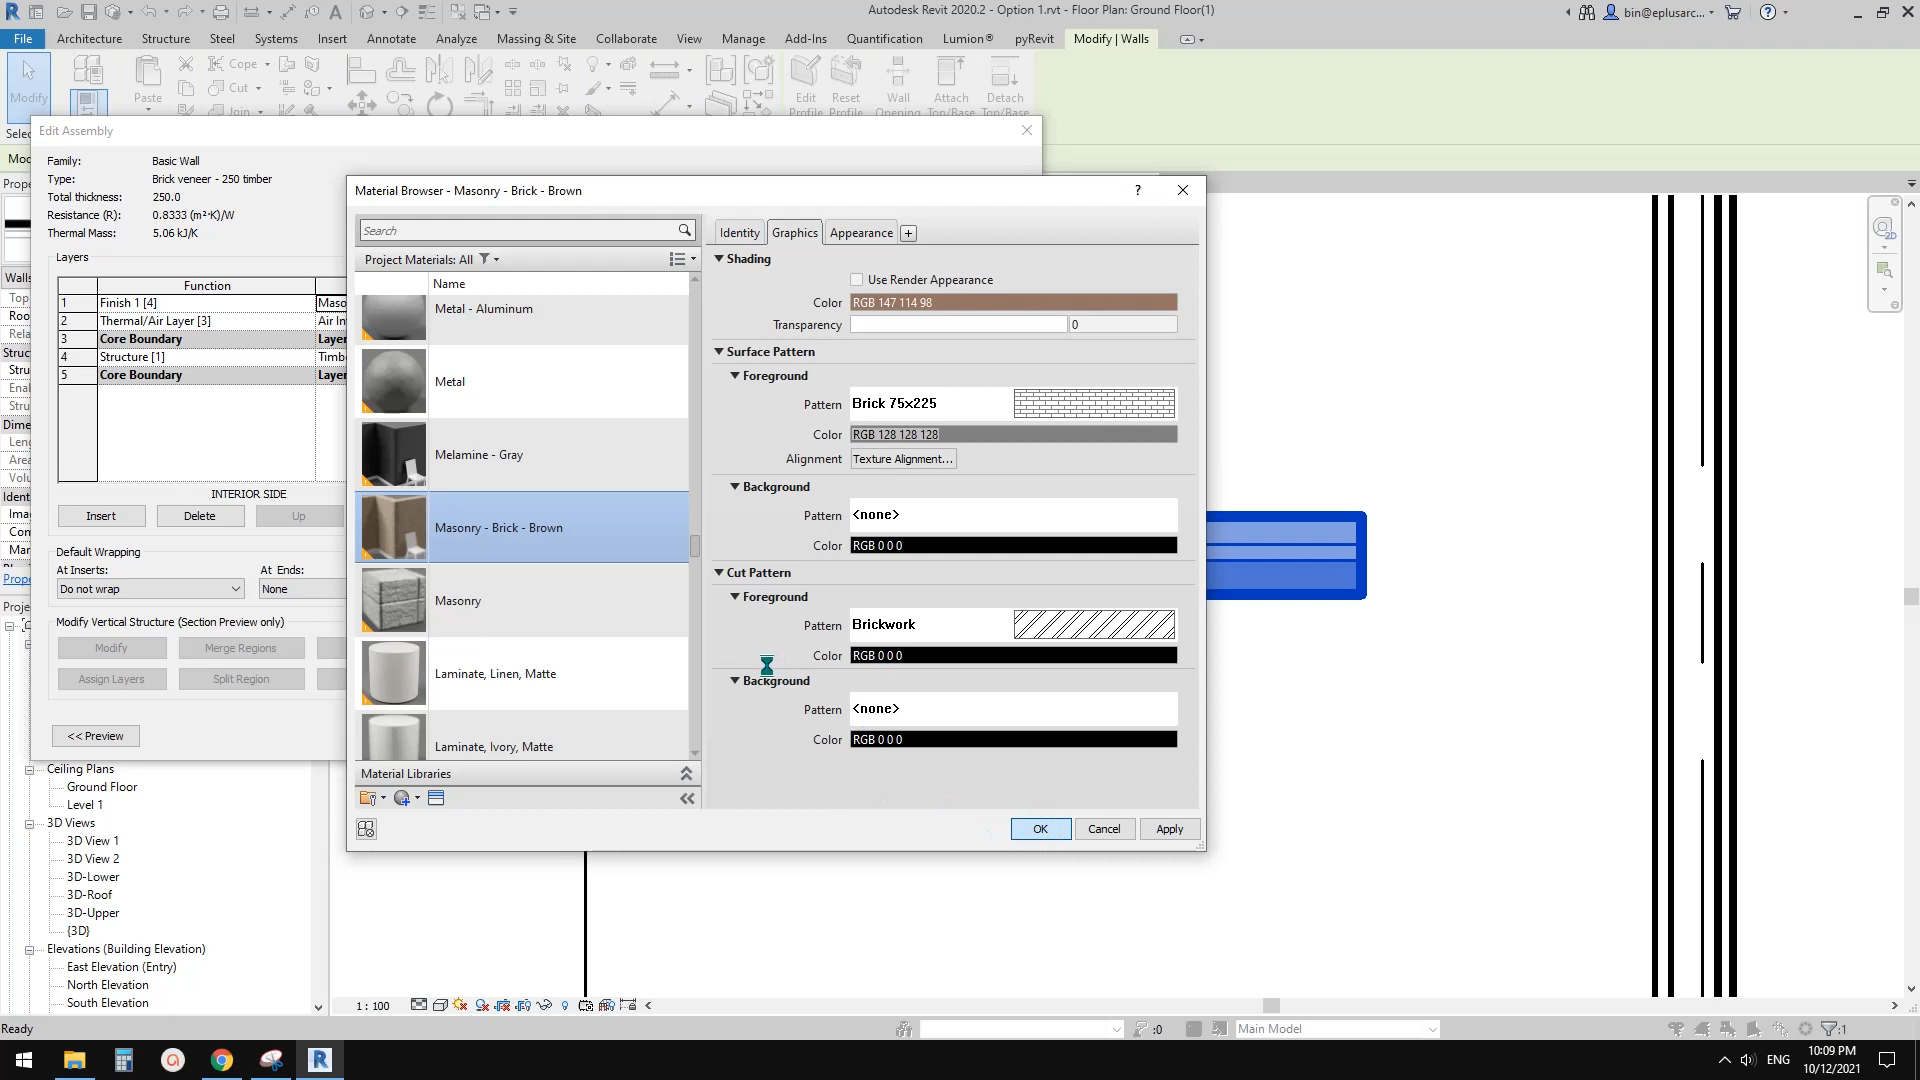 Autodesk Revit 2020.2 - Option 1.rvt - Floor Plan: Ground Floor(1)
bin@eplusarc...
File Architecture Structure Steel Systems Insert Annotate Analyze Massing & Site Collaborate View Manage Add-Ins Quantification Lumion® pyRevit Modify | Walls
Modify Paste Cope Cut Join Edit Profile Reset Profile Wall Opening Attach Top/Base Detach Top/Base
Edit Assembly
Family: Basic Wall
Type: Brick veneer - 250 timber
Total thickness: 250.0
Resistance (R): 0.8333 (m²·K)/W
Thermal Mass: 5.06 kJ/K
Layers
Function
1 Finish 1 [4] Maso
2 Thermal/Air Layer [3] Air In
3 Core Boundary Layer
4 Structure [1] Timb
5 Core Boundary Layer
INTERIOR SIDE
Insert Delete Up
Default Wrapping
At Inserts: At Ends:
Do not wrap None
Modify Vertical Structure (Section Preview only)
Modify Merge Regions
Assign Layers Split Region
<< Preview
Material Browser - Masonry - Brick - Brown
?
Search
Project Materials: All
Name
Metal - Aluminum
Metal
Melamine - Gray
Masonry - Brick - Brown
Masonry
Laminate, Linen, Matte
Laminate, Ivory, Matte
Material Libraries
Identity Graphics Appearance +
Shading
Use Render Appearance
Color RGB 147 114 98
Transparency 0
Surface Pattern
Foreground
Pattern Brick 75x225
Color RGB 128 128 128
Alignment Texture Alignment...
Background
Pattern <none>
Color RGB 0 0 0
Cut Pattern
Foreground
Pattern Brickwork
Color RGB 0 0 0
Background
Pattern <none>
Color RGB 0 0 0
OK Cancel Apply
Ceiling Plans
Ground Floor
Level 1
3D Views
3D View 1
3D View 2
3D-Lower
3D-Roof
3D-Upper
{3D}
Elevations (Building Elevation)
East Elevation (Entry)
North Elevation
South Elevation
1 : 100
Ready
:0
Main Model
:1
ENG
10:09 PM
10/12/2021